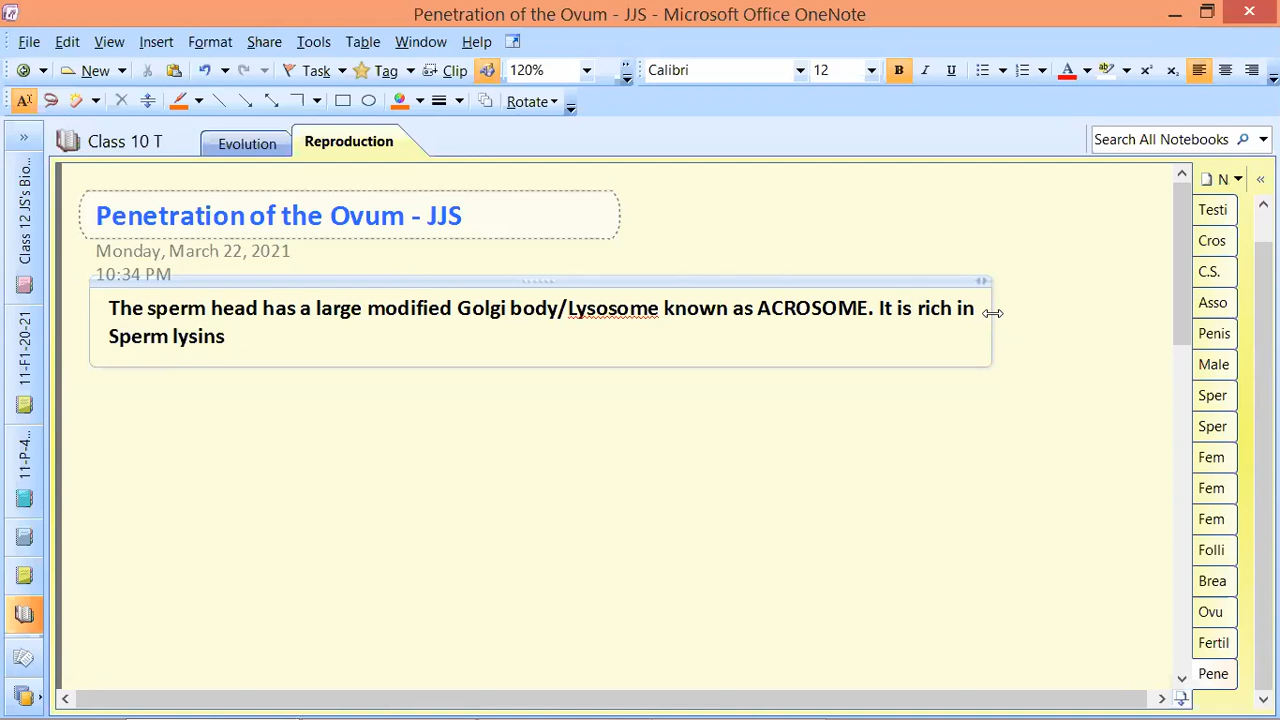 Penetration of the Ovum - JJS - Microsoft Office OneNote
File Edit View Insert Format Share Tools Table Window Help
New Task Tag Clip 120% Calibri 12 B I U A
Rotate
Class 10 T Evolution Reproduction Search All Notebooks
Class 12 JS's Bio...
11-F1-20-21
11-P-4...
Penetration of the Ovum - JJS
Monday, March 22, 2021
10:34 PM
The sperm head has a large modified Golgi body/Lysosome known as ACROSOME. It is rich in
Sperm lysins
N
Testi
Cros
C.S.
Asso
Penis
Male
Sper
Sper
Fem
Fem
Fem
Folli
Brea
Ovu
Fertil
Pene